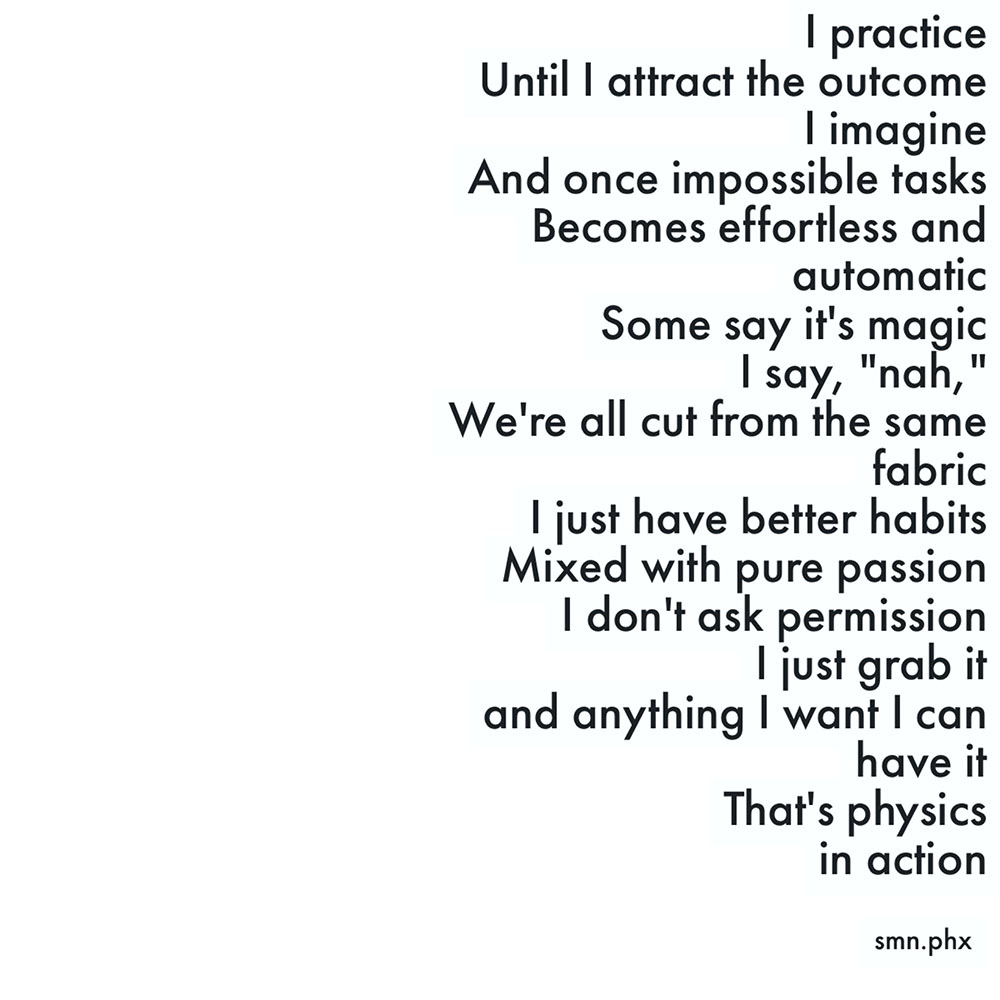 I practice
Until I attract the outcome
I imagine
And once impossible tasks
Becomes effortless and
automatic
Some say it's magic
I say, "nah,"
We're all cut from the same
fabric
I just have better habits
Mixed with pure passion
I don't ask permission
I just grab it
and anything I want I can
have it
That's physics
in action
smn.phx